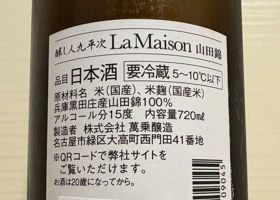 醸し人九平次 La Maison 山田錦
品目 日本酒 要冷蔵 5～10℃以下
原材料名 米(国産)、米麹(国産米)
兵庫黒田庄産山田錦100%
アルコール分15度 内容量720㎖
製造者 株式会社 萬乗醸造
名古屋市緑区大高町西門田41番地
※QRコードで弊社サイトを
ご覧いただけます。
お酒は20歳になってから。
09045